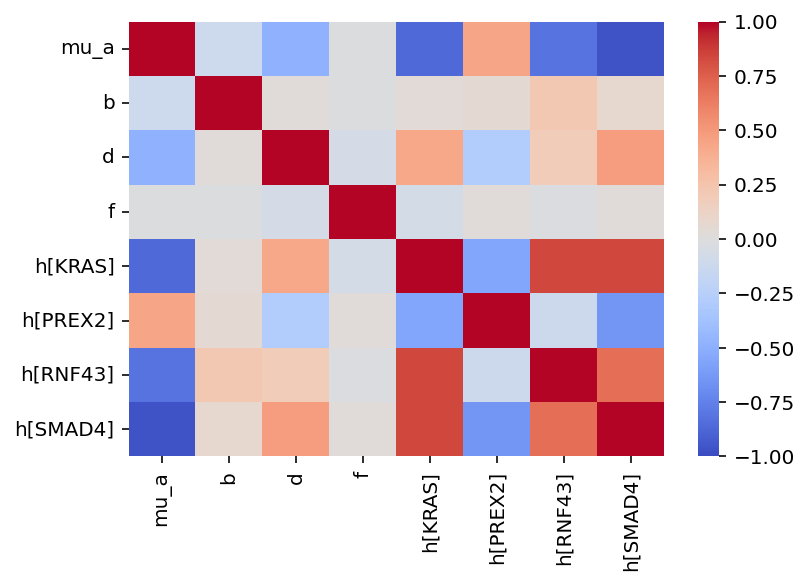 mu_a
b
d
f
h[KRAS]
h[PREX2]
h[RNF43]
h[SMAD4]
mu_a
b
d
f
h[KRAS]
h[PREX2]
h[RNF43]
h[SMAD4]
1.00
0.75
0.50
0.25
0.00
−0.25
−0.50
−0.75
−1.00